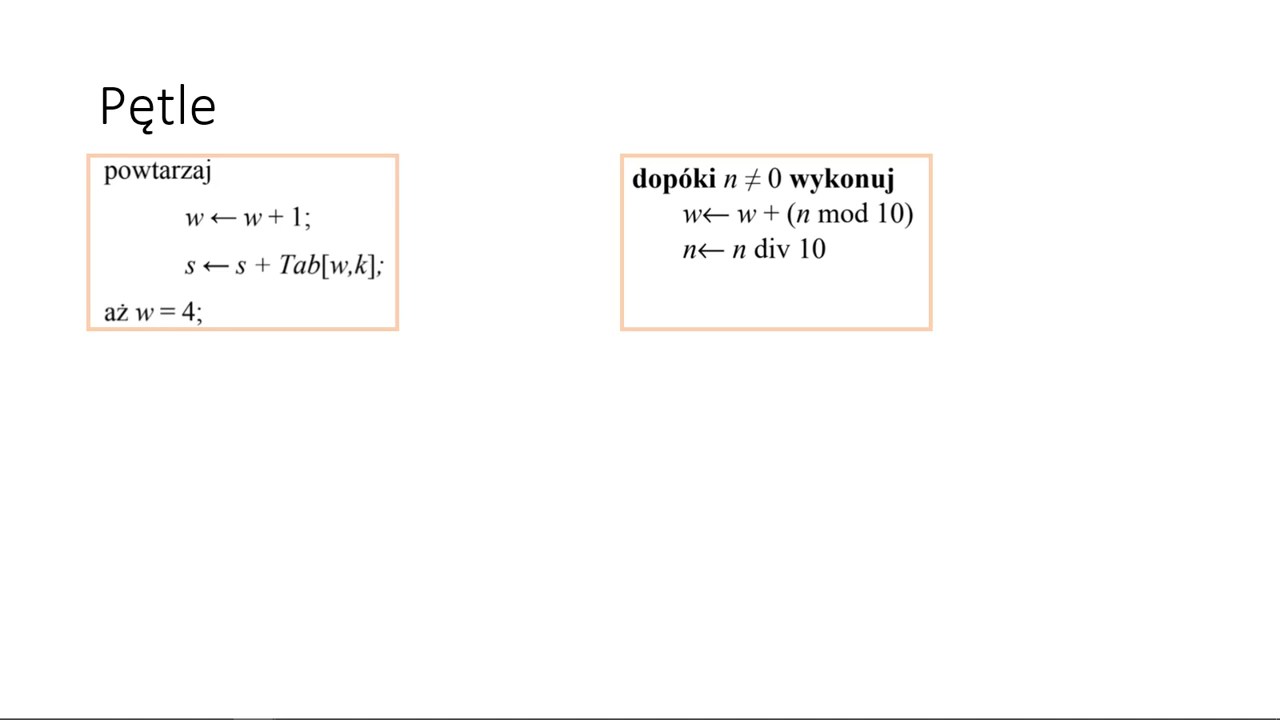 Pętle
powtarzaj
w ← w + 1;
s ← s + Tab[w,k];
aż w = 4;
dopóki n ≠ 0 wykonuj
w← w + (n mod 10)
n← n div 10